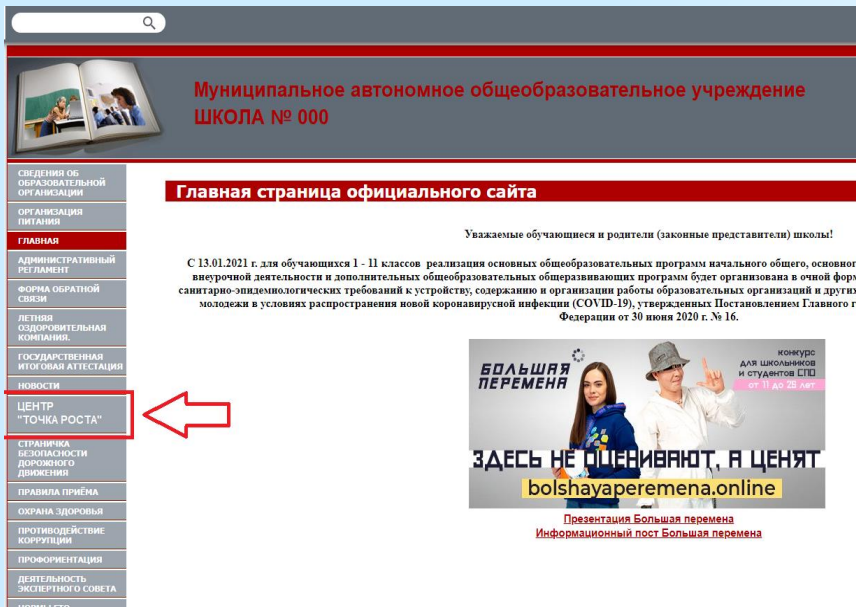 Муниципальное автономное общеобразовательное учреждение
ШКОЛА № 000
СВЕДЕНИЯ ОБ
ОБРАЗОВАТЕЛЬНОЙ
ОРГАНИЗАЦИИ
ОРГАНИЗАЦИЯ
ПИТАНИЯ
ГЛАВНАЯ
АДМИНИСТРАТИВНЫЙ
РЕГЛАМЕНТ
ФОРМА ОБРАТНОЙ
СВЯЗИ
ЛЕТНЯЯ
ОЗДОРОВИТЕЛЬНАЯ
КОМПАНИЯ.
ГОСУДАРСТВЕННАЯ
ИТОГОВАЯ АТТЕСТАЦИЯ
НОВОСТИ
ЦЕНТР
"ТОЧКА РОСТА"
СТРАНИЧКА
БЕЗОПАСНОСТИ
ДОРОЖНОГО
ДВИЖЕНИЯ
ПРАВИЛА ПРИЁМА
ОХРАНА ЗДОРОВЬЯ
ПРОТИВОДЕЙСТВИЕ
КОРРУПЦИИ
ПРОФОРИЕНТАЦИЯ
ДЕЯТЕЛЬНОСТЬ
ЭКСПЕРТНОГО СОВЕТА
Главная страница официального сайта
Уважаемые обучающиеся и родители (законные представители) школы!
С 13.01.2021 г. для обучающихся 1 - 11 классов реализация основных общеобразовательных программ начального общего,
внеурочной деятельности и дополнительных общеобразовательных общеразвивающих программ будет организована в очной
санитарно-эпидемиологических требований к устройству, содержанию и организации работы образовательных организаций и других
молодежи в условиях распространения новой коронавирусной инфекции (COVID-19), утвержденных Постановлением Главного
Федерации от 30 июня 2020 г. № 16.
БОЛЬШАЯ
ПЕРЕМЕНА
конкурс
для школьников
и студентов СПО
от 11 до 25 лет
ЗДЕСЬ НЕ ОЦЕНИВАЮТ, А ЦЕНЯТ
bolshayaperemena.online
Презентация Большая перемена
Информационный пост Большая перемена